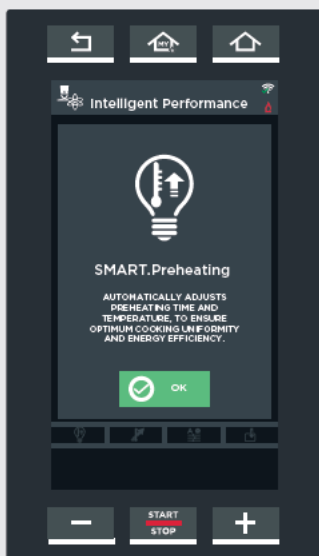 MY
Intelligent Performance
SMART.Preheating
AUTOMATICALLY ADJUSTS
PREHEATING TIME AND
TEMPERATURE, TO ENSURE
OPTIMUM COOKING UNIFORMITY
AND ENERGY EFFICIENCY.
OK
START
STOP